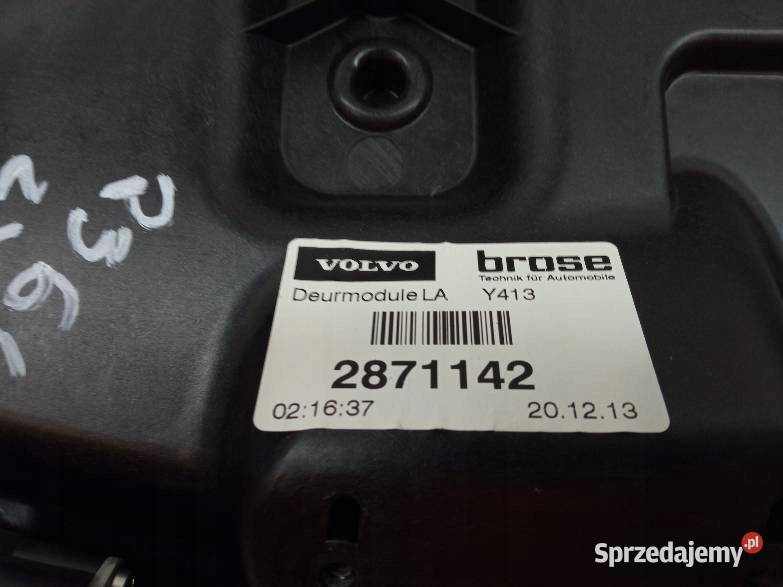 VOLVO
brose
Technik für Automobile
Deurmodule LA Y413
2871142
02:16:37 20.12.13
Sprzedajemy.pl